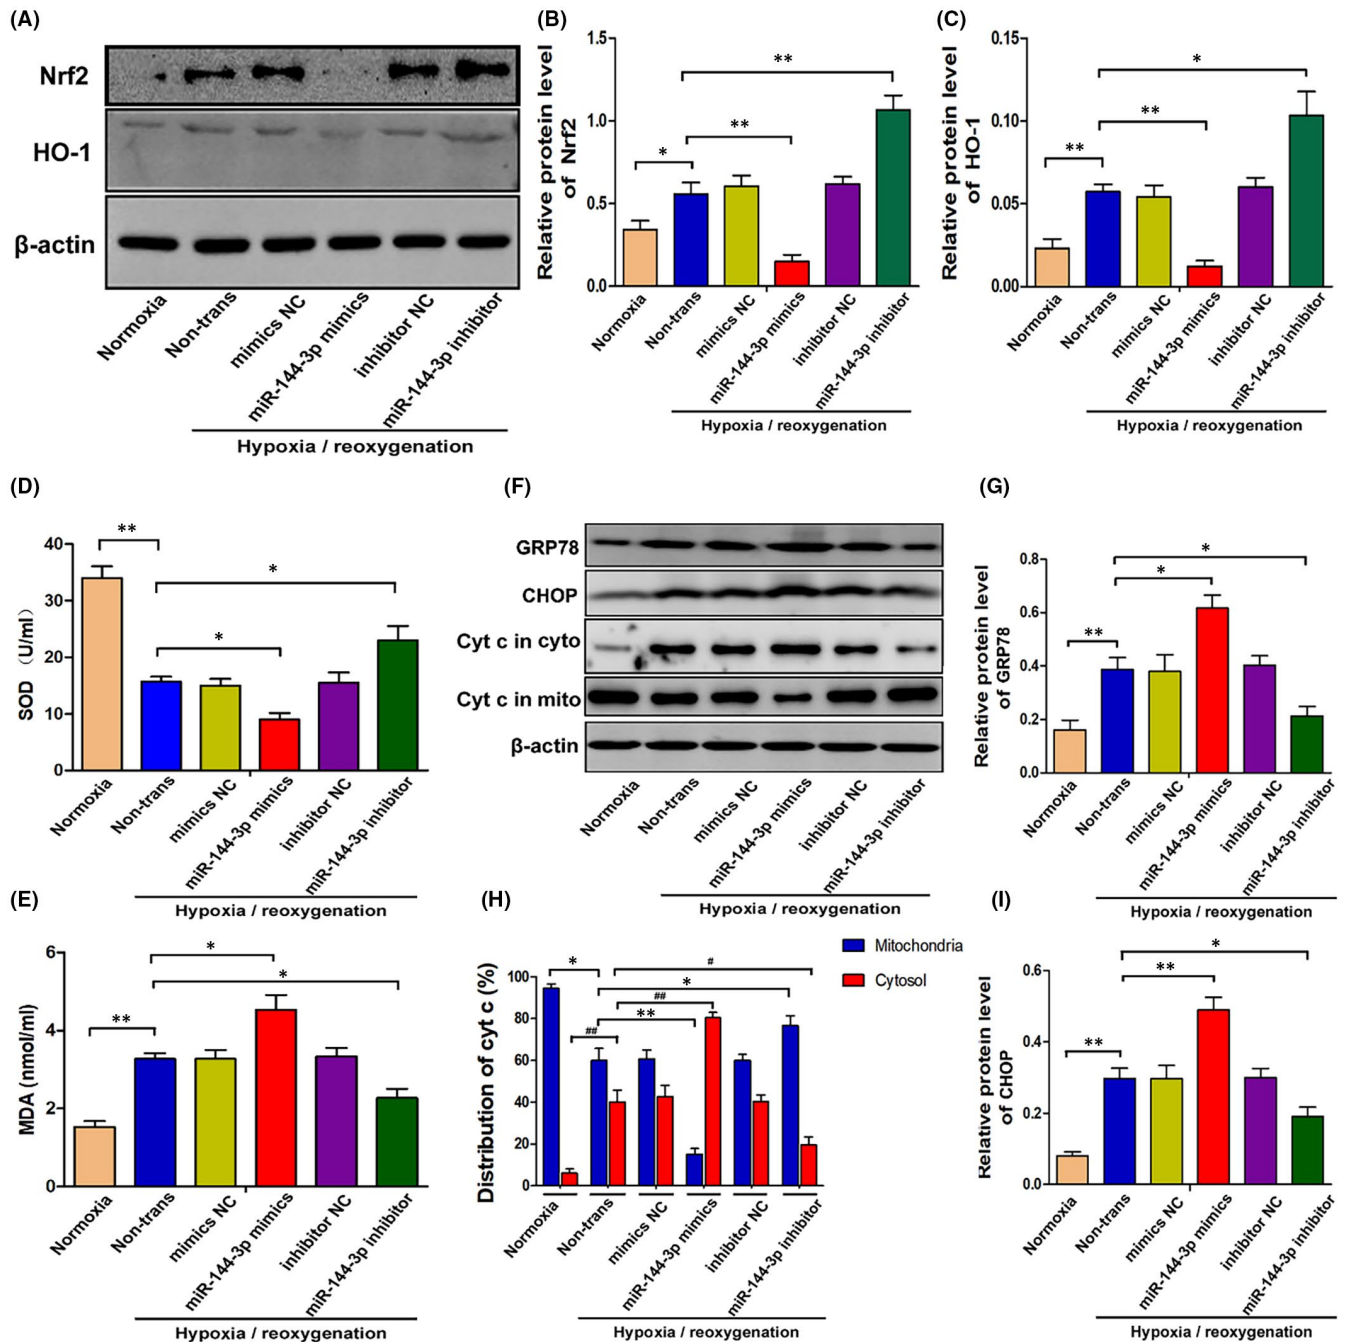 (A)
Nrf2
HO-1
β-actin
Normoxia
Non-trans
mimics NC
miR-144-3p mimics
inhibitor NC
miR-144-3p inhibitor
Hypoxia / reoxygenation
(B)
Relative protein level
of Nrf2
1.5
1.0
0.5
0.0
*
**
**
Normoxia
Non-trans
mimics NC
miR-144-3p mimics
inhibitor NC
miR-144-3p inhibitor
Hypoxia / reoxygenation
(C)
Relative protein level
of HO-1
0.15
0.10
0.05
0.00
**
**
*
Normoxia
Non-trans
mimics NC
miR-144-3p mimics
inhibitor NC
miR-144-3p inhibitor
Hypoxia / reoxygenation
(D)
SOD (U/ml)
40
30
20
10
0
**
*
*
Normoxia
Non-trans
mimics NC
miR-144-3p mimics
inhibitor NC
miR-144-3p inhibitor
Hypoxia / reoxygenation
(F)
GRP78
CHOP
Cyt c in cyto
Cyt c in mito
β-actin
Normoxia
Non-trans
mimics NC
miR-144-3p mimics
inhibitor NC
miR-144-3p inhibitor
Hypoxia / reoxygenation
(G)
Relative protein level
of GRP78
0.8
0.6
0.4
0.2
0.0
**
*
*
Normoxia
Non-trans
mimics NC
miR-144-3p mimics
inhibitor NC
miR-144-3p inhibitor
Hypoxia / reoxygenation
(E)
MDA (nmol/ml)
6
4
2
0
**
*
*
Normoxia
Non-trans
mimics NC
miR-144-3p mimics
inhibitor NC
miR-144-3p inhibitor
Hypoxia / reoxygenation
(H)
Mitochondria
Cytosol
Distribution of cyt c (%)
100
80
60
40
20
0
*
#
*
##
**
##
Normoxia
Non-trans
mimics NC
miR-144-3p mimics
inhibitor NC
miR-144-3p inhibitor
Hypoxia / reoxygenation
(I)
Relative protein level
of CHOP
0.6
0.4
0.2
0.0
**
**
*
Normoxia
Non-trans
mimics NC
miR-144-3p mimics
inhibitor NC
miR-144-3p inhibitor
Hypoxia / reoxygenation